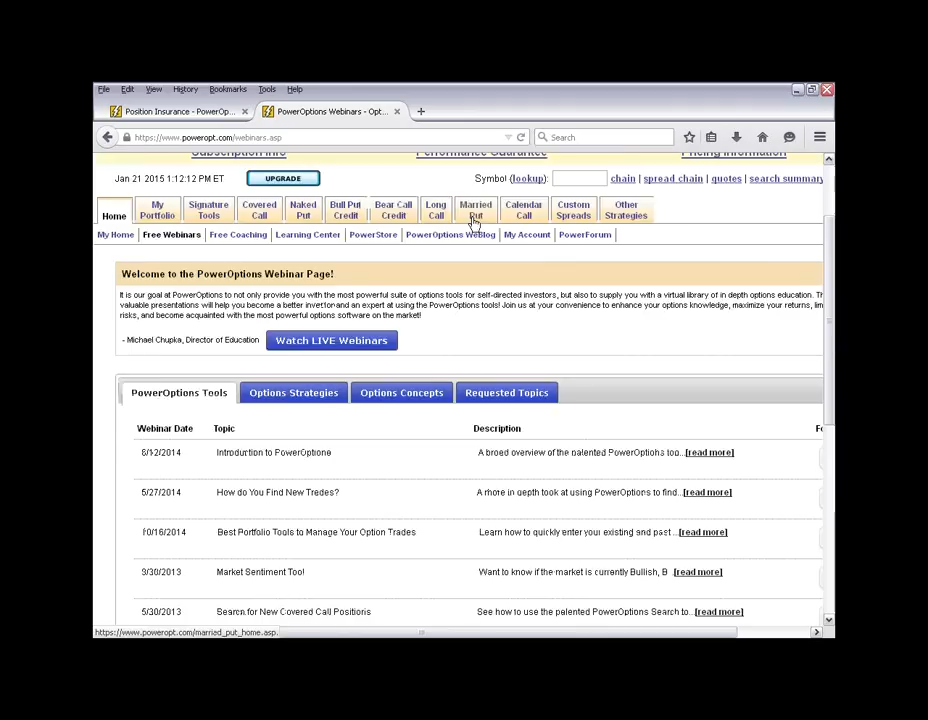 File Edit View History Bookmarks Tools Help
Position Insurance - PowerOp... PowerOptions Webinars - Opt...
https://www.poweropt.com/webinars.asp Search
Subscription Info Performance Guarantee Pricing Information
Jan 21 2015 1:12:12 PM ET UPGRADE Symbol (lookup): chain | spread chain | quotes | search summary
Home My Portfolio Signature Tools Covered Call Naked Put Bull Put Credit Bear Call Credit Long Call Married Put Calendar Call Custom Spreads Other Strategies
My Home Free Webinars Free Coaching Learning Center PowerStore PowerOptions WeBlog My Account PowerForum
Welcome to the PowerOptions Webinar Page!
It is our goal at PowerOptions to not only provide you with the most powerful suite of options tools for self-directed investors, but also to supply you with a virtual library of in depth options education.
valuable presentations will help you become a better investor and an expert at using the PowerOptions tools! Join us at your convenience to enhance your options knowledge, maximize your returns,
risks, and become acquainted with the most powerful options software on the market!
- Michael Chupka, Director of Education Watch LIVE Webinars
PowerOptions Tools Options Strategies Options Concepts Requested Topics
Webinar Date Topic Description
8/12/2014 Introduction to PowerOptions A broad overview of the patented PowerOptions too...[read more]
5/27/2014 How do You Find New Trades? A more in depth look at using PowerOptions to find...[read more]
10/16/2014 Best Portfolio Tools to Manage Your Option Trades Learn how to quickly enter your existing and past ...[read more]
3/30/2013 Market Sentiment Tool Want to know if the market is currently Bullish, B...[read more]
5/30/2013 Search for New Covered Call Positions See how to use the patented PowerOptions Search to...[read more]
https://www.poweropt.com/married_put_home.asp